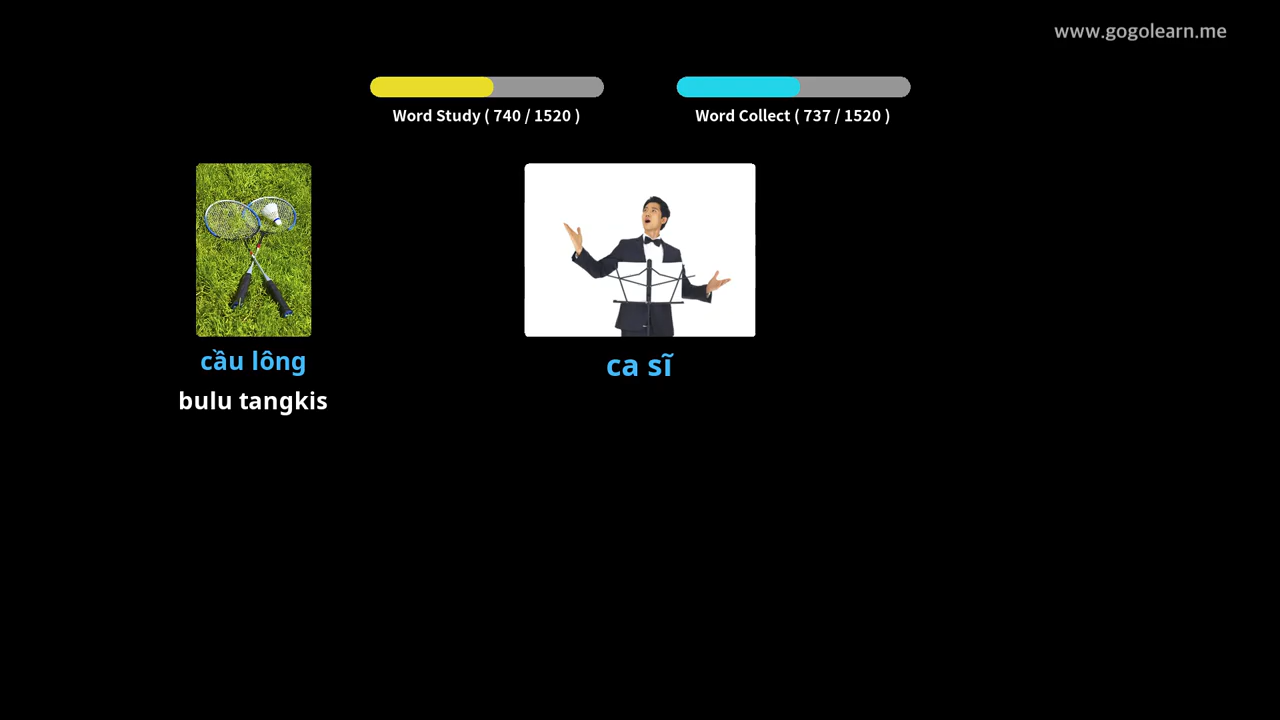 www.gogolearn.me
Word Study ( 740 / 1520 )
Word Collect ( 737 / 1520 )
cầu lông
bulu tangkis
ca sĩ